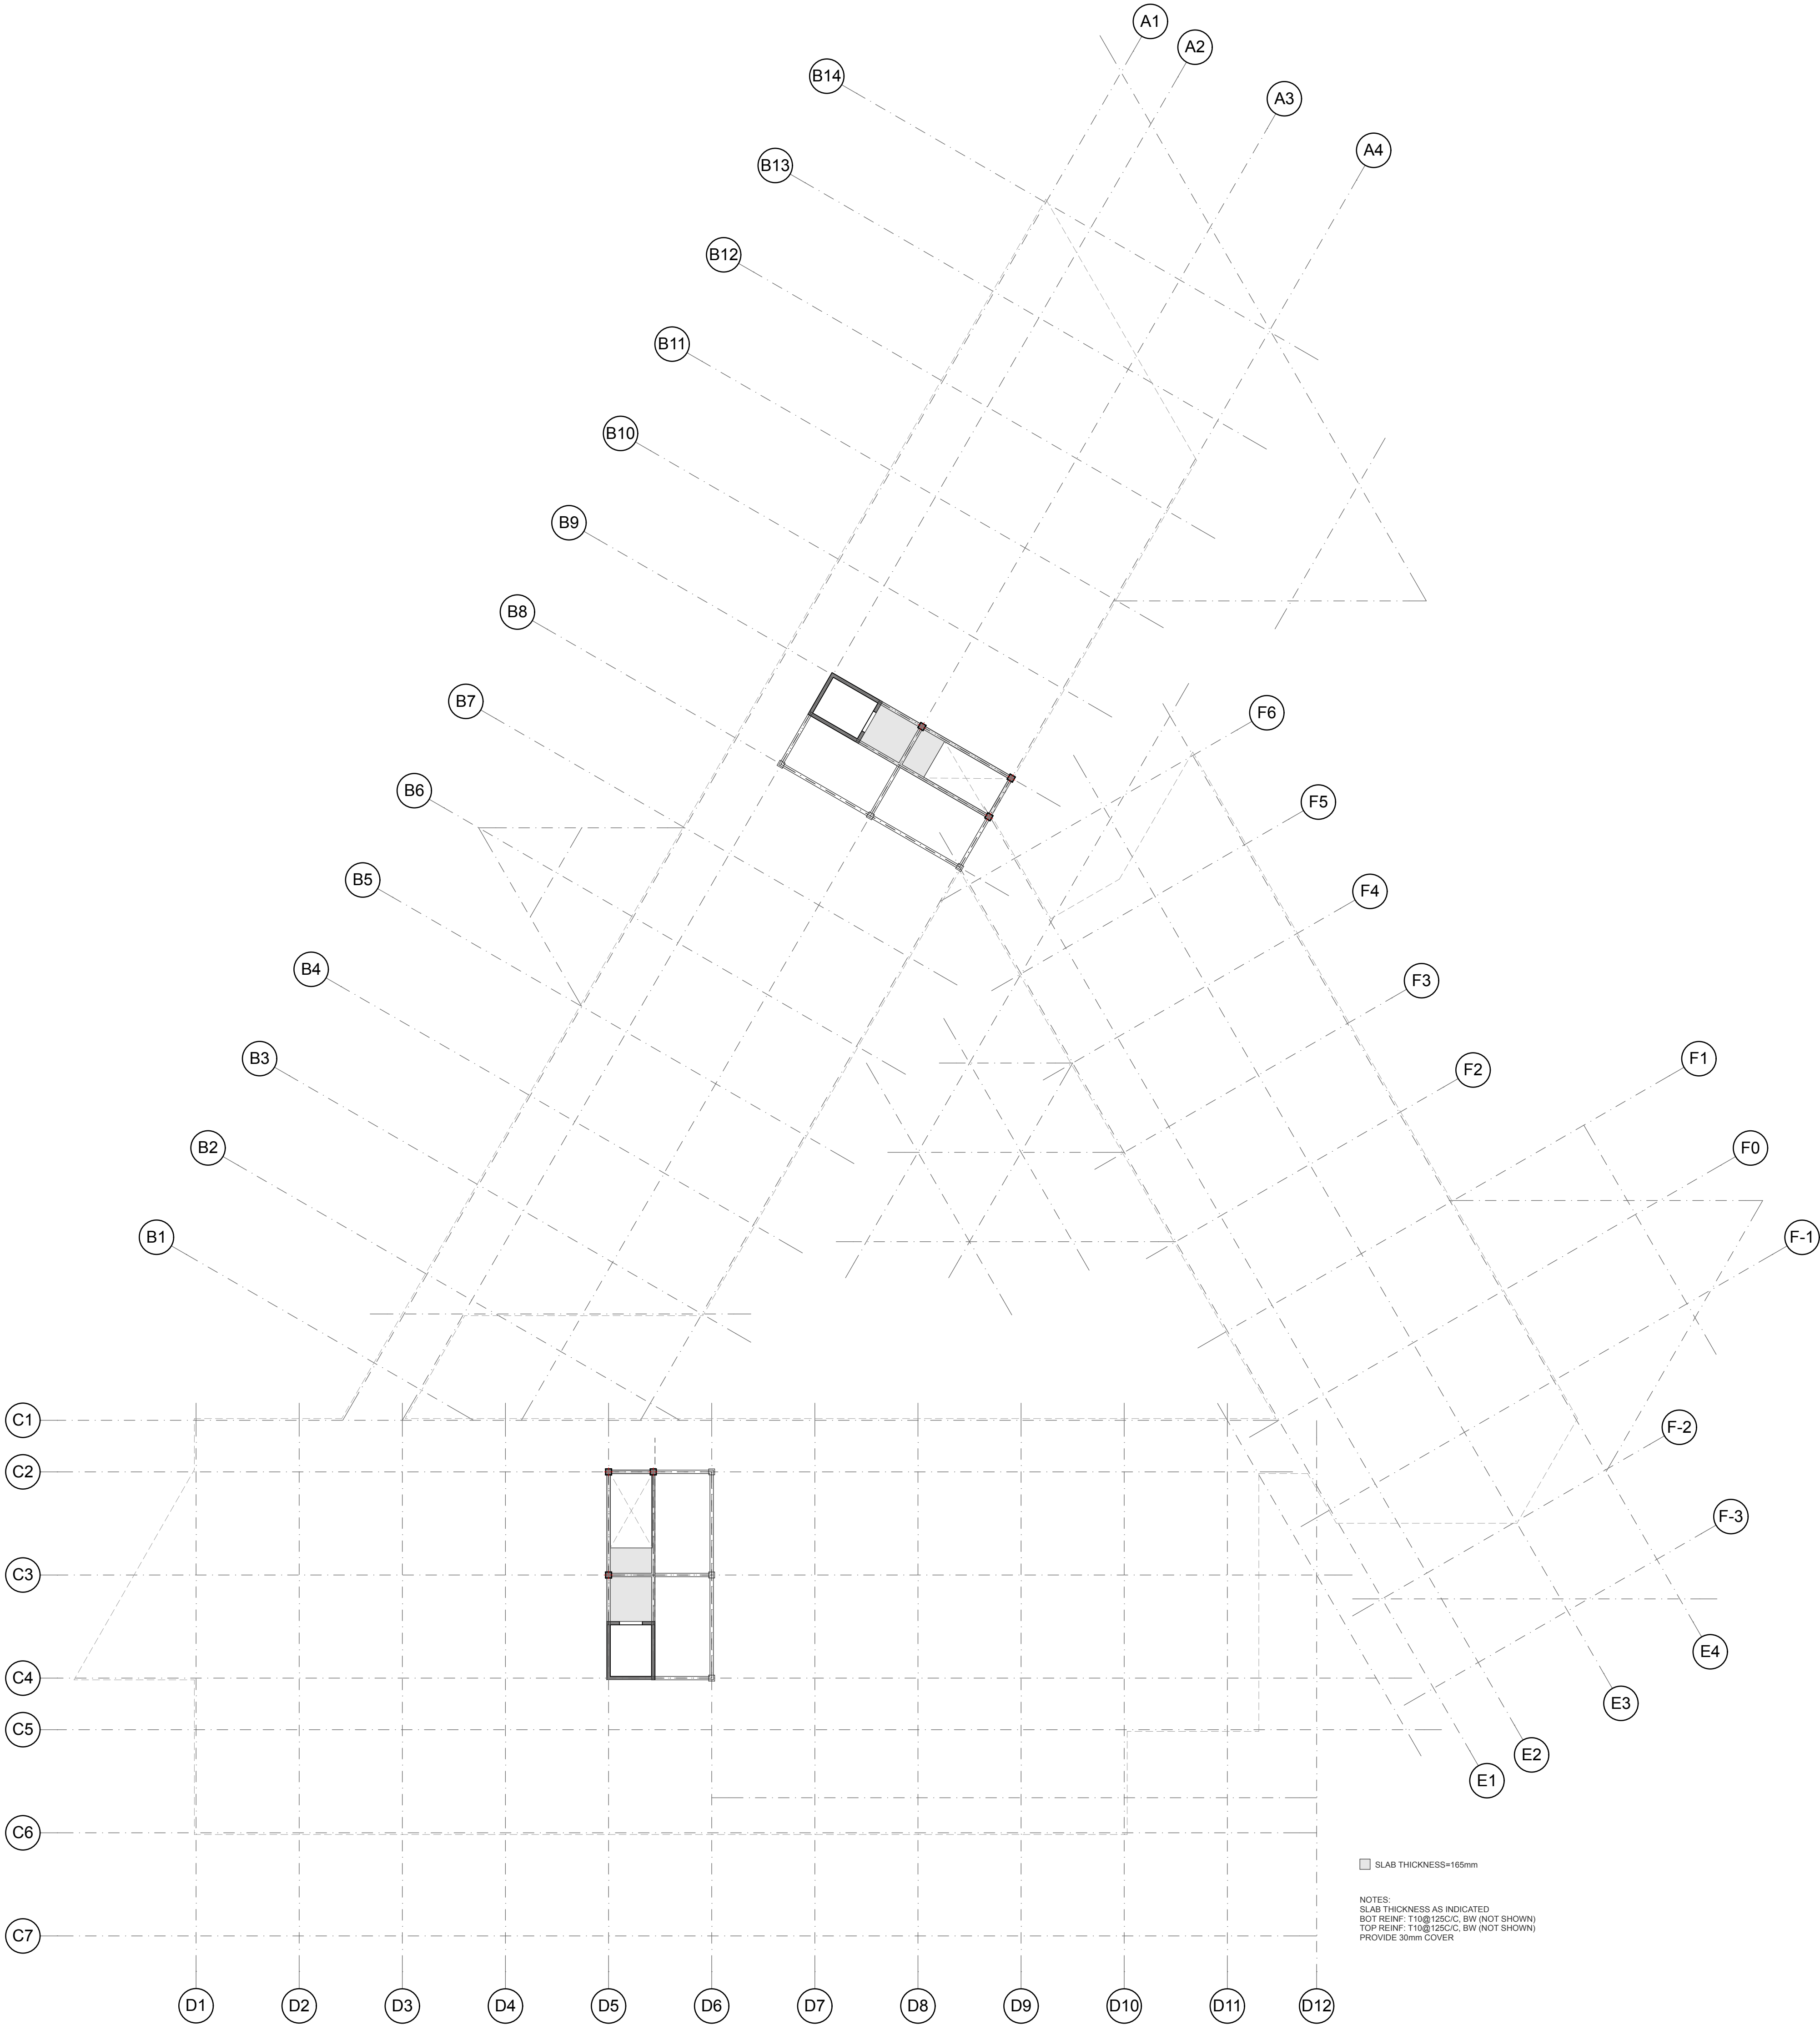 A1
A2
B14
A3
A4
B13
B12
B11
B10
B9
B8
B7
F6
B6
F5
B5
F4
B4
F3
B3
F1
F2
B2
F0
B1
F-1
C1
F-2
C2
F-3
C3
E4
C4
E3
C5
E2
E1
C6
SLAB THICKNESS=165mm
NOTES:
SLAB THICKNESS AS INDICATED
BOT REINF: T10@125C/C, BW (NOT SHOWN)
TOP REINF: T10@125C/C, BW (NOT SHOWN)
PROVIDE 30mm COVER
C7
D1 D2 D3 D4 D5 D6 D7 D8 D9 D10 D11 D12